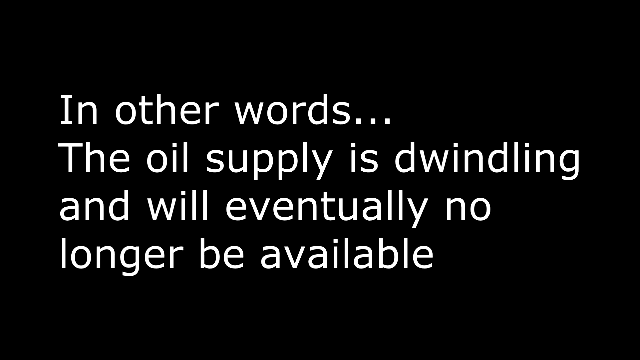 In other words...
The oil supply is dwindling
and will eventually no
longer be available